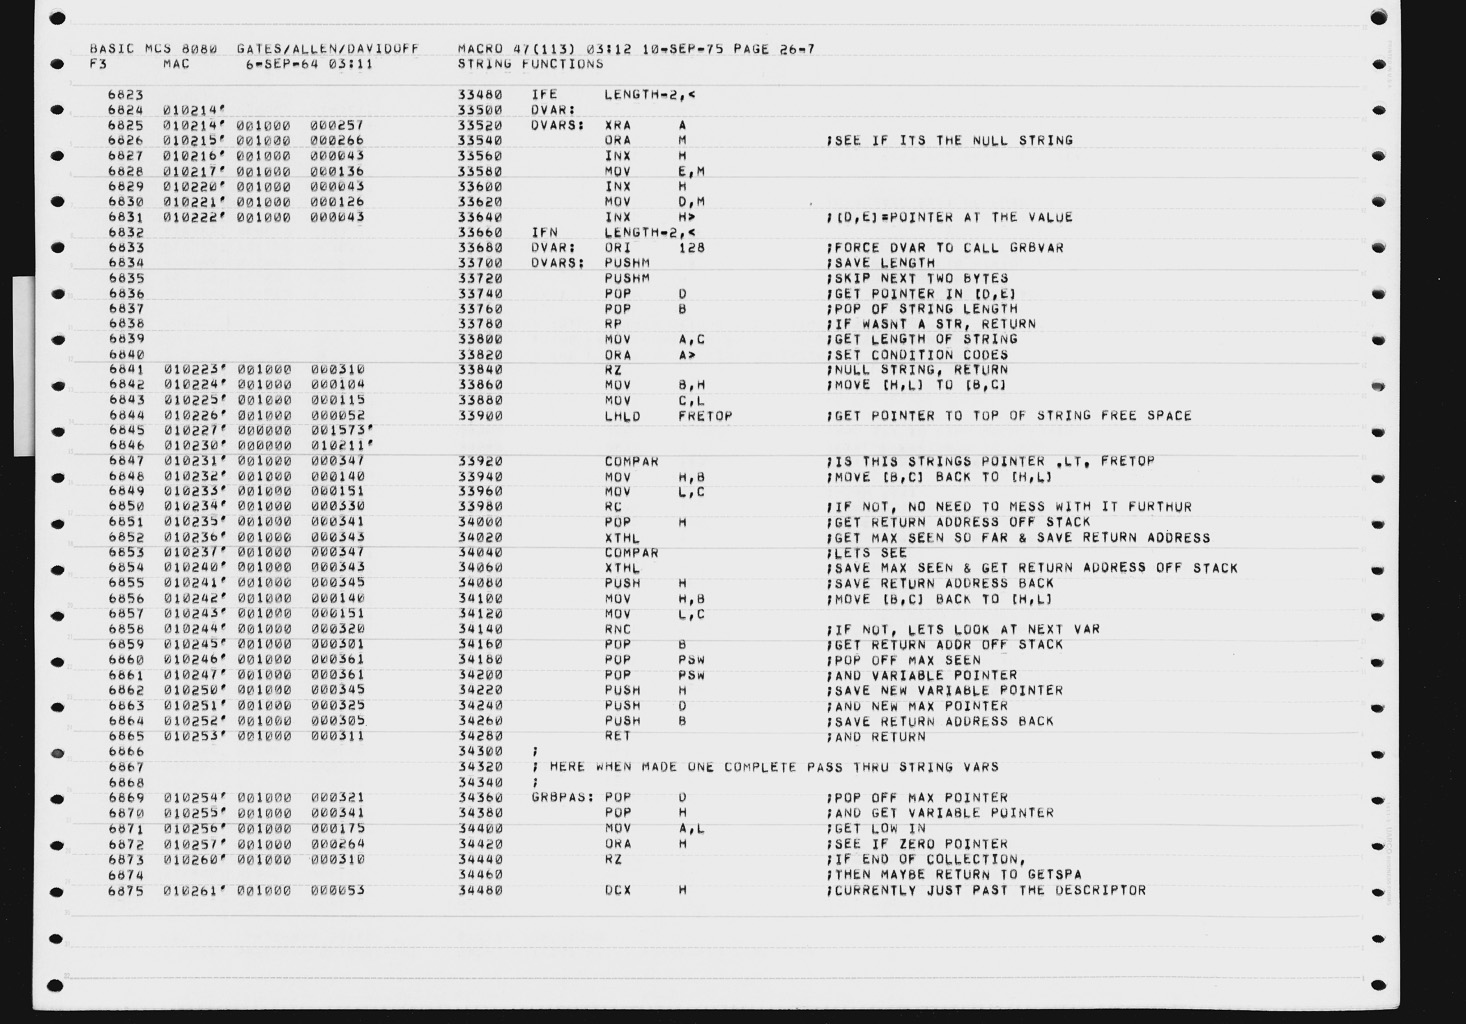 BASIC MCS 8080 GATES/ALLEN/DAVIDOFF MACRO 47(113) 03:12 10-SEP-75 PAGE 26-7
F3 MAC 6-SEP-64 03:11 STRING FUNCTIONS
6823 33480 IFE LENGTH-2,<
6824 010214' 33500 DVAR:
6825 010214' 001000 000257 33520 DVARS: XRA A
6826 010215' 001000 000266 33540 ORA M ;SEE IF ITS THE NULL STRING
6827 010216' 001000 000043 33560 INX H
6828 010217' 001000 000136 33580 MOV E,M
6829 010220' 001000 000043 33600 INX H
6830 010221' 001000 000126 33620 MOV D,M
6831 010222' 001000 000043 33640 INX H> ;[D,E]=POINTER AT THE VALUE
6832 33660 IFN LENGTH-2,<
6833 33680 DVAR: ORI 128 ;FORCE DVAR TO CALL GRBVAR
6834 33700 DVARS: PUSHM ;SAVE LENGTH
6835 33720 PUSHM ;SKIP NEXT TWO BYTES
6836 33740 POP D ;GET POINTER IN [D,E]
6837 33760 POP B ;POP OF STRING LENGTH
6838 33780 RP ;IF WASNT A STR, RETURN
6839 33800 MOV A,C ;GET LENGTH OF STRING
6840 33820 ORA A> ;SET CONDITION CODES
6841 010223' 001000 000310 33840 RZ ;NULL STRING, RETURN
6842 010224' 001000 000104 33860 MOV B,H ;MOVE [H,L] TO [B,C]
6843 010225' 001000 000115 33880 MOV C,L
6844 010226' 001000 000052 33900 LHLD FRETOP ;GET POINTER TO TOP OF STRING FREE SPACE
6845 010227' 000000 001573'
6846 010230' 000000 010211'
6847 010231' 001000 000347 33920 COMPAR ;IS THIS STRINGS POINTER .LT. FRETOP
6848 010232' 001000 000140 33940 MOV H,B ;MOVE [B,C] BACK TO [H,L]
6849 010233' 001000 000151 33960 MOV L,C
6850 010234' 001000 000330 33980 RC ;IF NOT, NO NEED TO MESS WITH IT FURTHUR
6851 010235' 001000 000341 34000 POP H ;GET RETURN ADDRESS OFF STACK
6852 010236' 001000 000343 34020 XTHL ;GET MAX SEEN SO FAR & SAVE RETURN ADDRESS
6853 010237' 001000 000347 34040 COMPAR ;LETS SEE
6854 010240' 001000 000343 34060 XTHL ;SAVE MAX SEEN & GET RETURN ADDRESS OFF STACK
6855 010241' 001000 000345 34080 PUSH H ;SAVE RETURN ADDRESS BACK
6856 010242' 001000 000140 34100 MOV H,B ;MOVE [B,C] BACK TO [H,L]
6857 010243' 001000 000151 34120 MOV L,C
6858 010244' 001000 000320 34140 RNC ;IF NOT, LETS LOOK AT NEXT VAR
6859 010245' 001000 000301 34160 POP B ;GET RETURN ADDR OFF STACK
6860 010246' 001000 000361 34180 POP PSW ;POP OFF MAX SEEN
6861 010247' 001000 000361 34200 POP PSW ;AND VARIABLE POINTER
6862 010250' 001000 000345 34220 PUSH H ;SAVE NEW VARIABLE POINTER
6863 010251' 001000 000325 34240 PUSH D ;AND NEW MAX POINTER
6864 010252' 001000 000305 34260 PUSH B ;SAVE RETURN ADDRESS BACK
6865 010253' 001000 000311 34280 RET ;AND RETURN
6866 34300 ;
6867 34320 ; HERE WHEN MADE ONE COMPLETE PASS THRU STRING VARS
6868 34340 ;
6869 010254' 001000 000321 34360 GRBPAS: POP D ;POP OFF MAX POINTER
6870 010255' 001000 000341 34380 POP H ;AND GET VARIABLE POINTER
6871 010256' 001000 000175 34400 MOV A,L ;GET LOW IN
6872 010257' 001000 000264 34420 ORA H ;SEE IF ZERO POINTER
6873 010260' 001000 000310 34440 RZ ;IF END OF COLLECTION,
6874 34460 ;THEN MAYBE RETURN TO GETSPA
6875 010261' 001000 000053 34480 DCX H ;CURRENTLY JUST PAST THE DESCRIPTOR